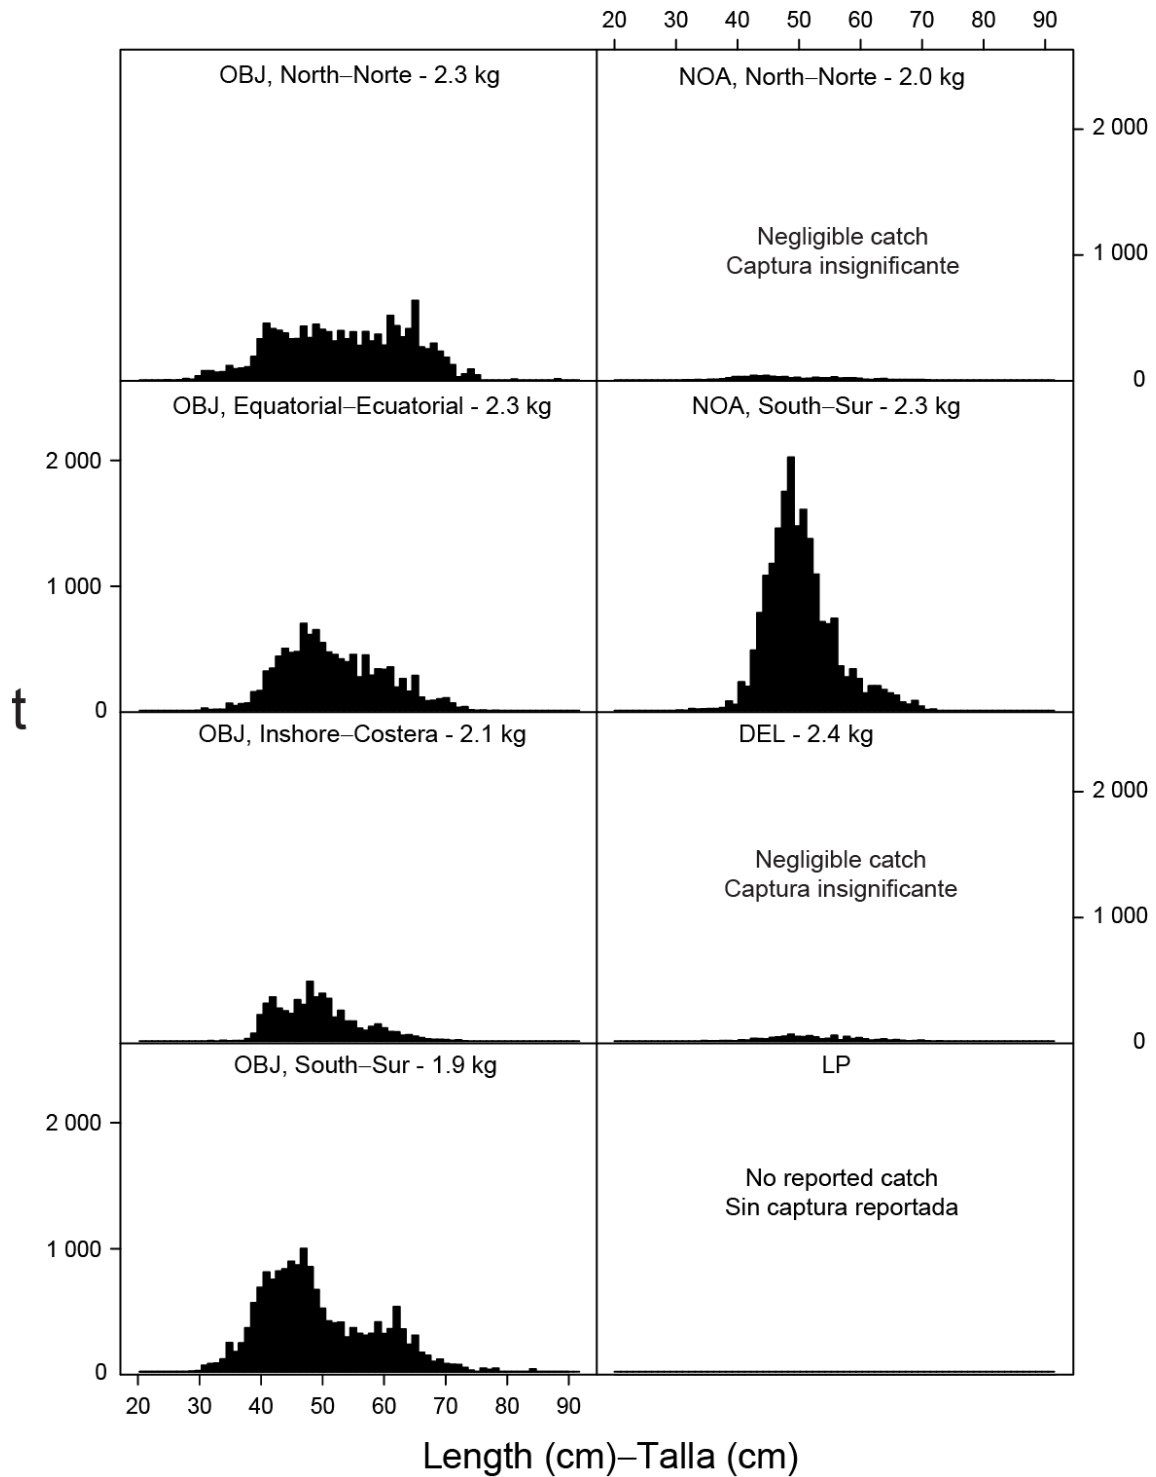 20 30 40 50 60 70 80 90
OBJ, North–Norte - 2.3 kg
NOA, North–Norte - 2.0 kg
2 000
Negligible catch
Captura insignificante
1 000
0
OBJ, Equatorial–Ecuatorial - 2.3 kg
NOA, South–Sur - 2.3 kg
2 000
1 000
0
t
OBJ, Inshore–Costera - 2.1 kg
DEL - 2.4 kg
2 000
Negligible catch
Captura insignificante
1 000
0
OBJ, South–Sur - 1.9 kg
LP
2 000
No reported catch
Sin captura reportada
1 000
0
20 30 40 50 60 70 80 90
Length (cm)–Talla (cm)